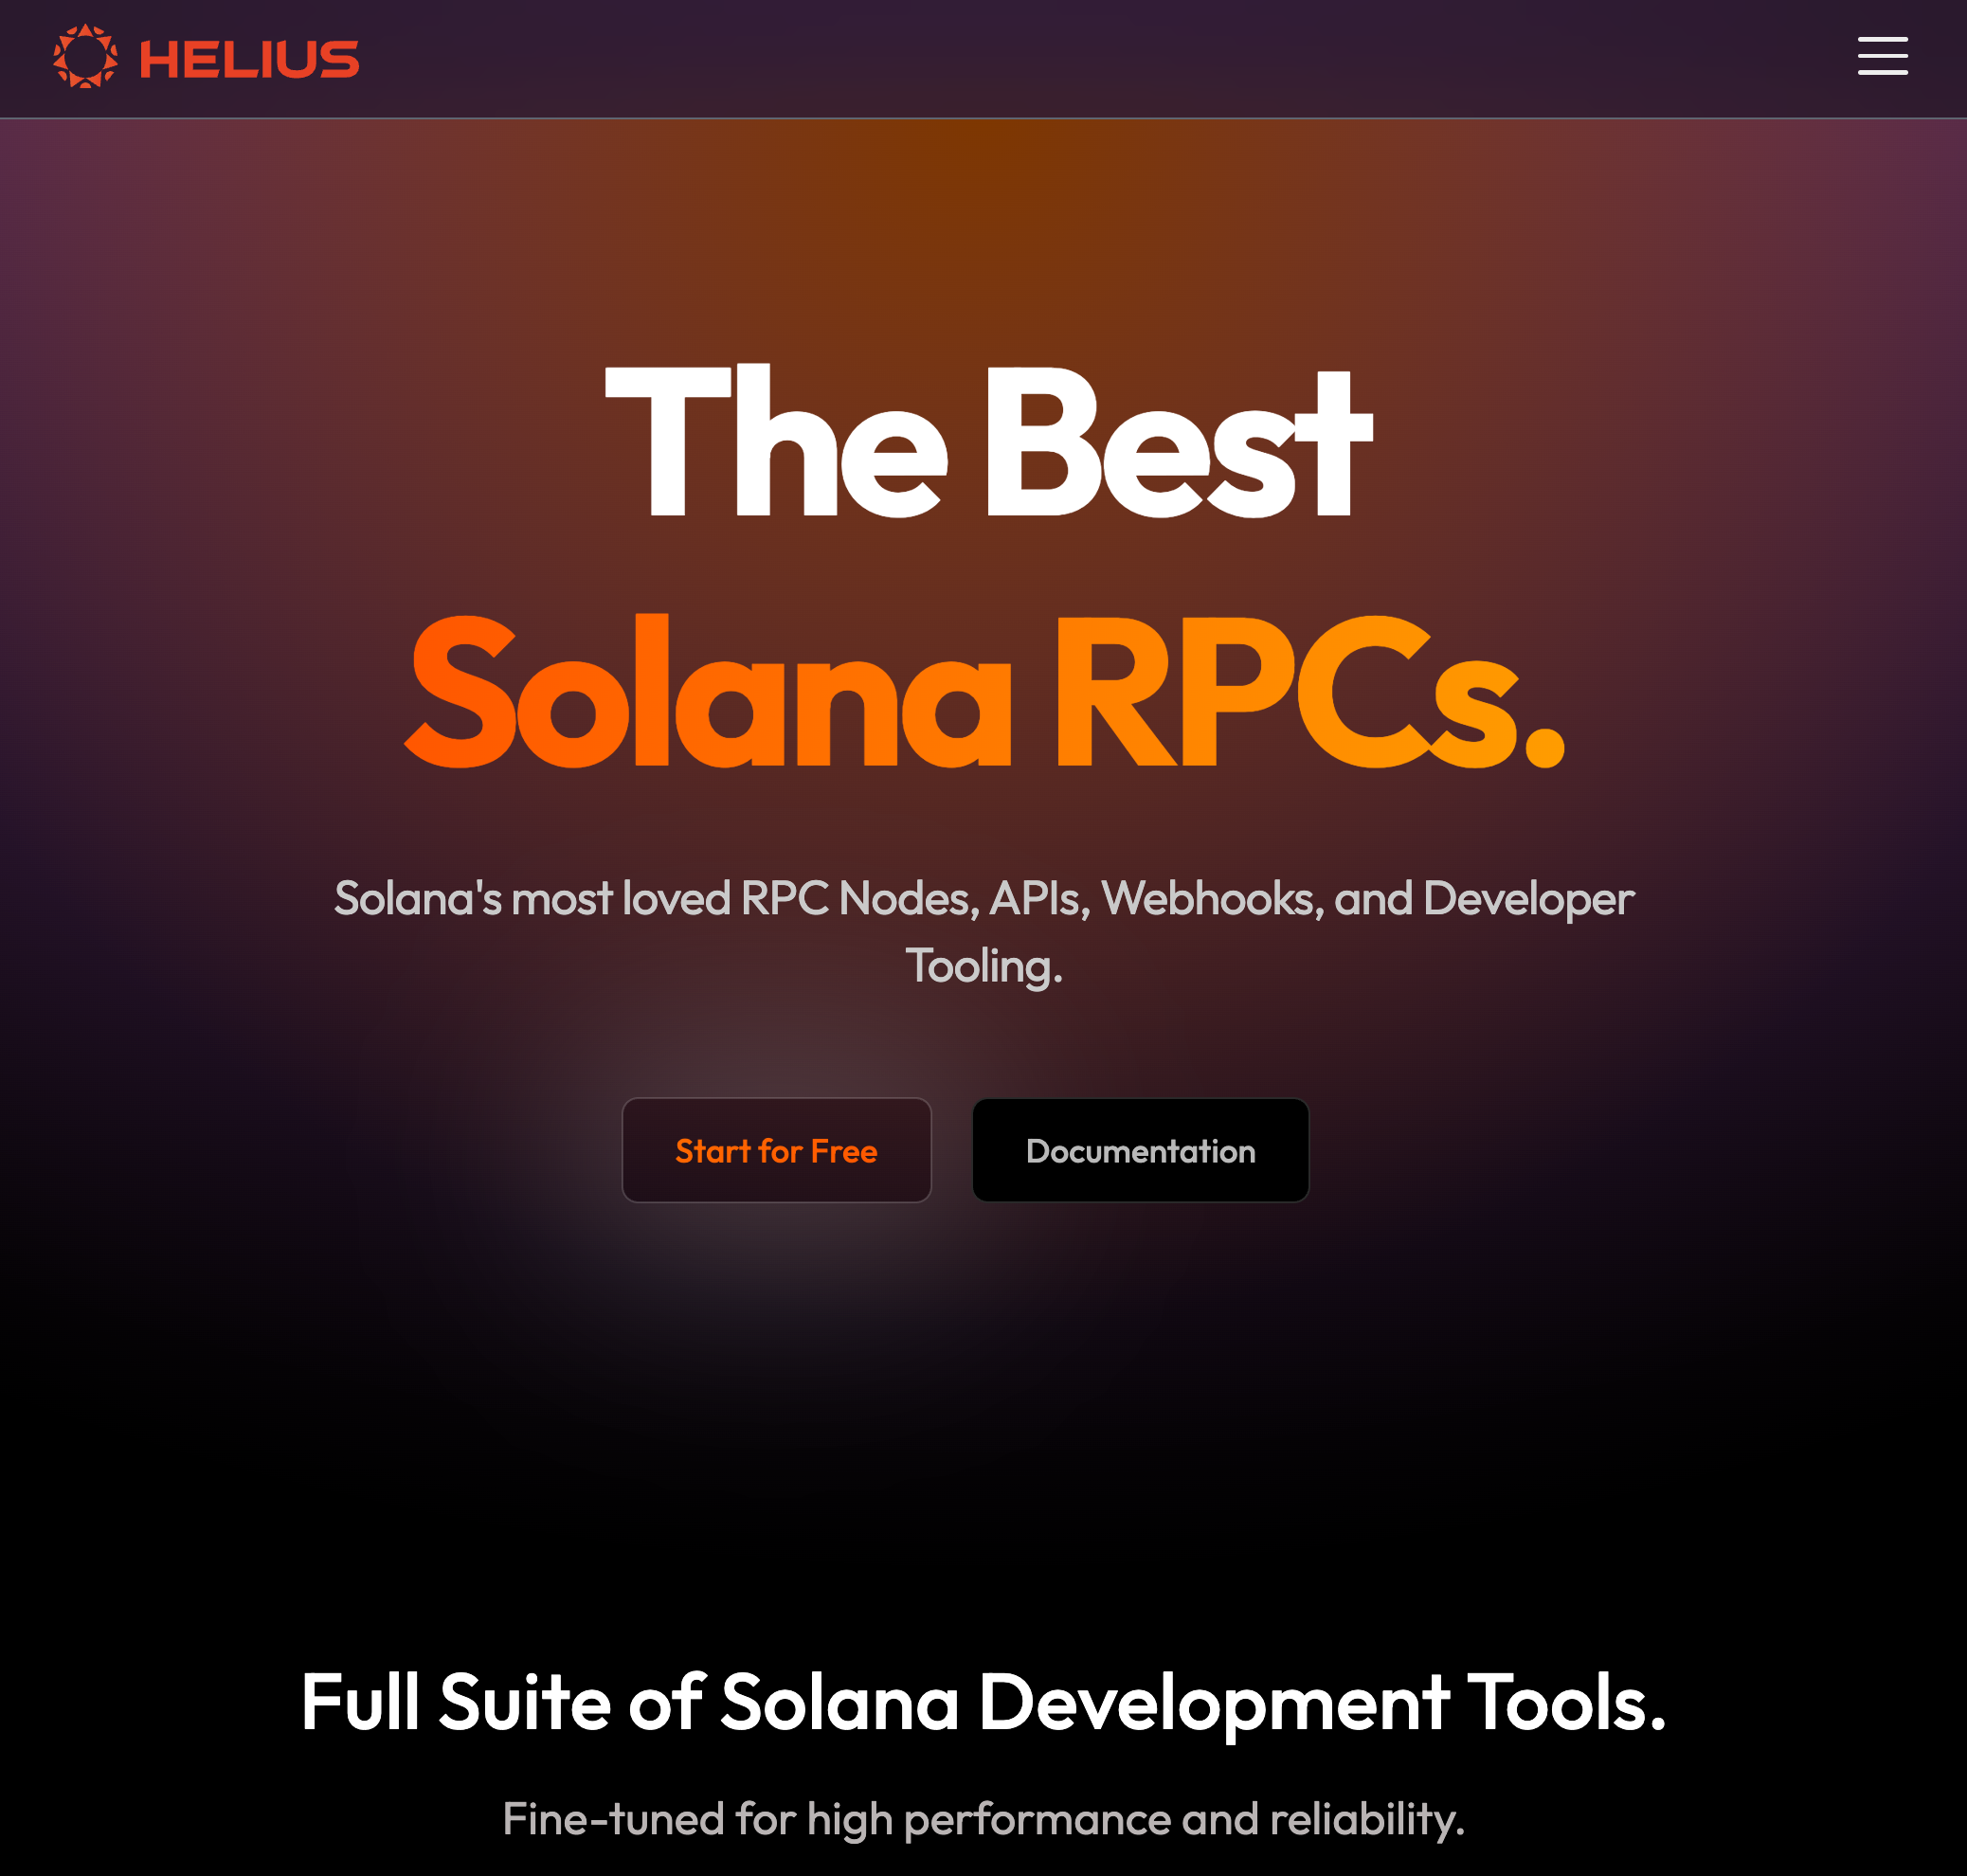 HELIUS
The Best
Solana RPCs.
Solana's most loved RPC Nodes, APIs, Webhooks, and Developer
Tooling.
Start for Free
Documentation
Full Suite of Solana Development Tools.
Fine-tuned for high performance and reliability.